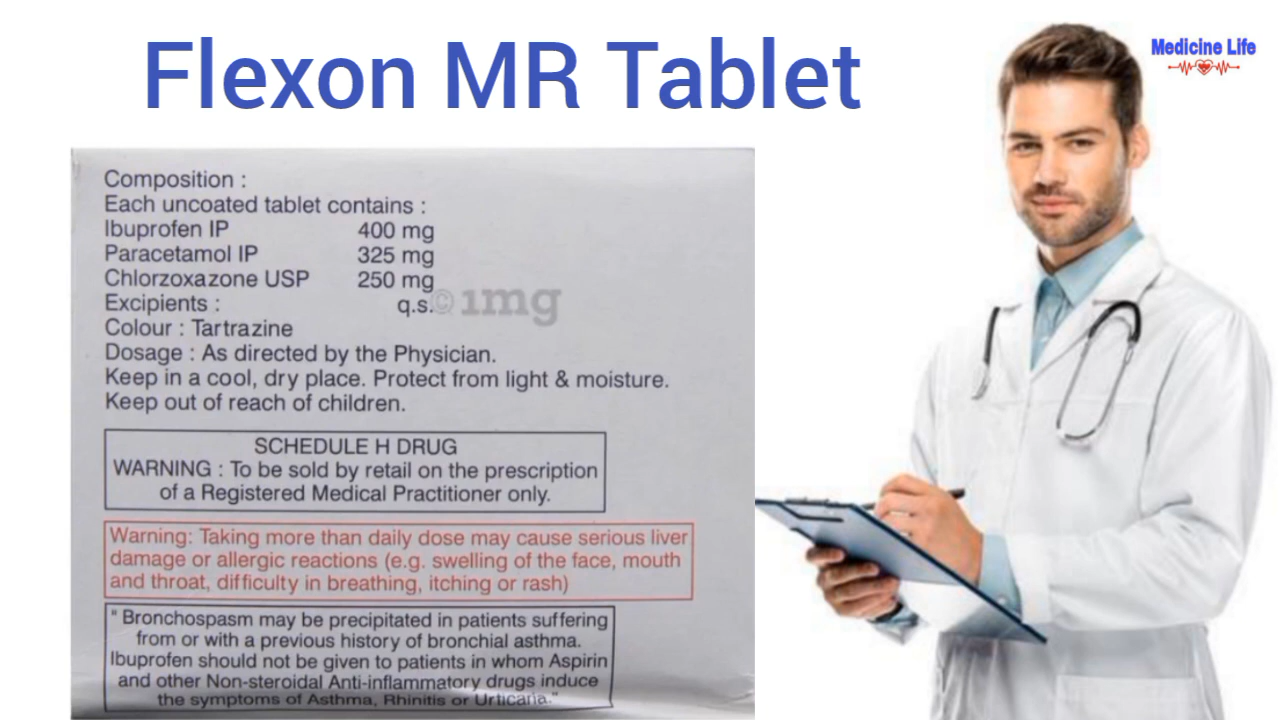 Flexon MR Tablet
Medicine Life
Composition :
Each uncoated tablet contains :
Ibuprofen IP 400 mg
Paracetamol IP 325 mg
Chlorzoxazone USP 250 mg
Excipients : q.s.
© 1mg
Colour : Tartrazine
Dosage : As directed by the Physician.
Keep in a cool, dry place. Protect from light & moisture.
Keep out of reach of children.
SCHEDULE H DRUG
WARNING : To be sold by retail on the prescription
of a Registered Medical Practitioner only.
Warning: Taking more than daily dose may cause serious liver
damage or allergic reactions (e.g. swelling of the face, mouth
and throat, difficulty in breathing, itching or rash)
" Bronchospasm may be precipitated in patients suffering
from or with a previous history of bronchial asthma.
Ibuprofen should not be given to patients in whom Aspirin
and other Non-steroidal Anti-inflammatory drugs induce
the symptoms of Asthma, Rhinitis or Urticaria."